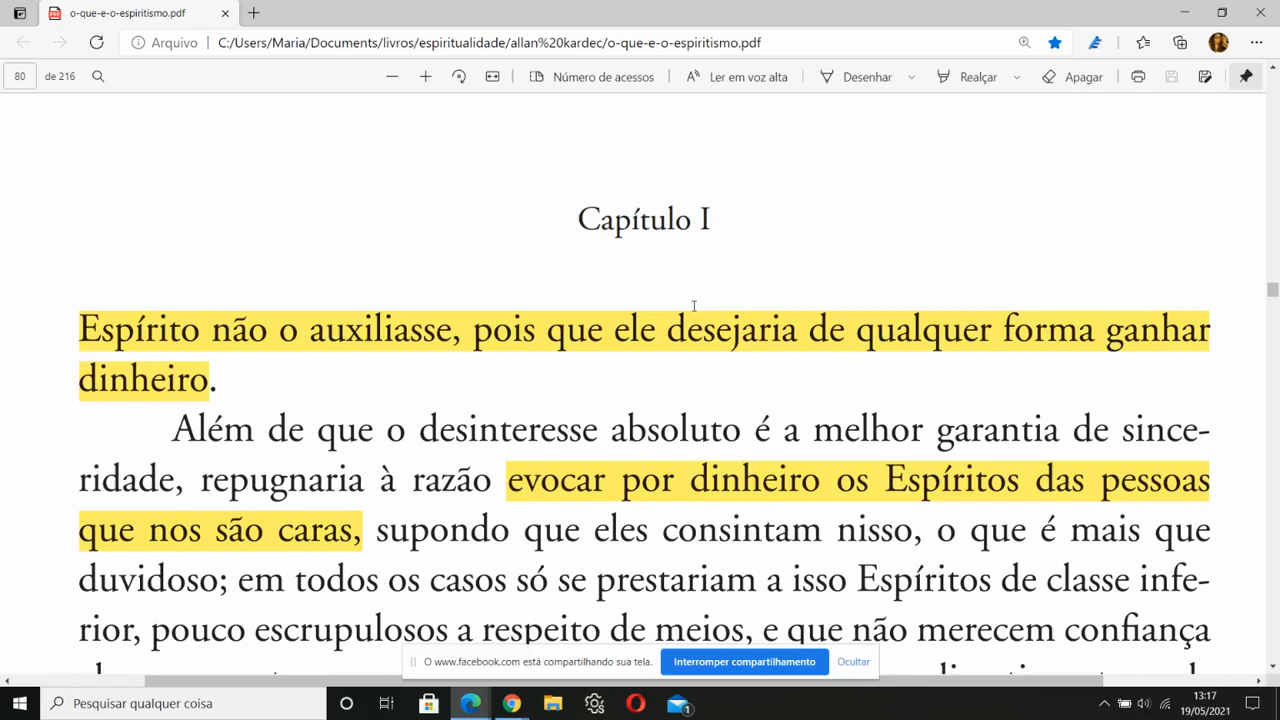 o-que-e-o-espiritismo.pdf
Arquivo C:/Users/Maria/Documents/livros/espiritualidade/allan%20kardec/o-que-e-o-espiritismo.pdf
80 de 216 Número de acessos Ler em voz alta Desenhar Realçar Apagar
Capítulo I
Espírito não o auxiliasse, pois que ele desejaria de qualquer forma ganhar
dinheiro.
Além de que o desinteresse absoluto é a melhor garantia de since-
ridade, repugnaria à razão evocar por dinheiro os Espíritos das pessoas
que nos são caras, supondo que eles consintam nisso, o que é mais que
duvidoso; em todos os casos só se prestariam a isso Espíritos de classe infe-
rior, pouco escrupulosos a respeito de meios, e que não merecem confiança
O www.facebook.com está compartilhando sua tela. Interromper compartilhamento Ocultar
Pesquisar qualquer coisa
1
13:17
19/05/2021